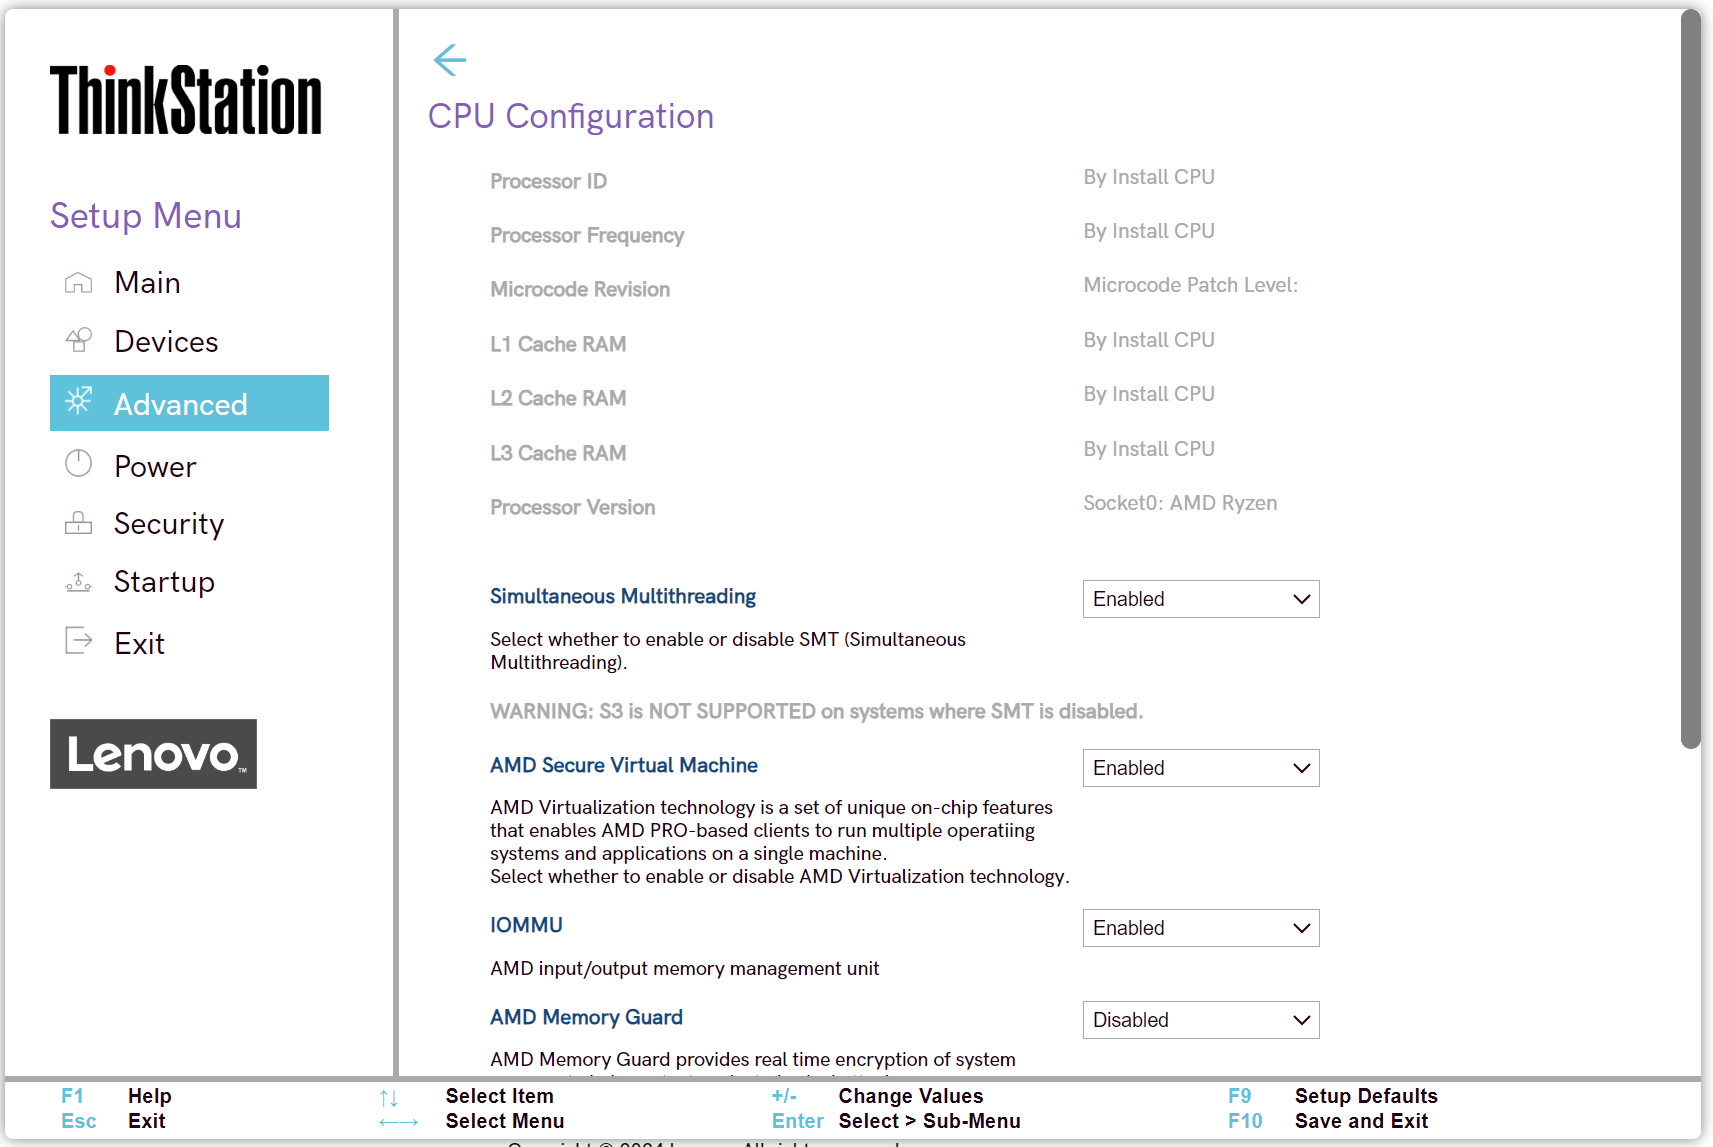 ThinkStation
Setup Menu
Main
Devices
Advanced
Power
Security
Startup
Exit
Lenovo™
CPU Configuration
Processor ID By Install CPU
Processor Frequency By Install CPU
Microcode Revision Microcode Patch Level:
L1 Cache RAM By Install CPU
L2 Cache RAM By Install CPU
L3 Cache RAM By Install CPU
Processor Version Socket0: AMD Ryzen
Simultaneous Multithreading Enabled
Select whether to enable or disable SMT (Simultaneous
Multithreading).
WARNING: S3 is NOT SUPPORTED on systems where SMT is disabled.
AMD Secure Virtual Machine Enabled
AMD Virtualization technology is a set of unique on-chip features
that enables AMD PRO-based clients to run multiple operatiing
systems and applications on a single machine.
Select whether to enable or disable AMD Virtualization technology.
IOMMU Enabled
AMD input/output memory management unit
AMD Memory Guard Disabled
AMD Memory Guard provides real time encryption of system
F1 Help ↑↓ Select Item +/- Change Values F9 Setup Defaults
Esc Exit ←→ Select Menu Enter Select > Sub-Menu F10 Save and Exit